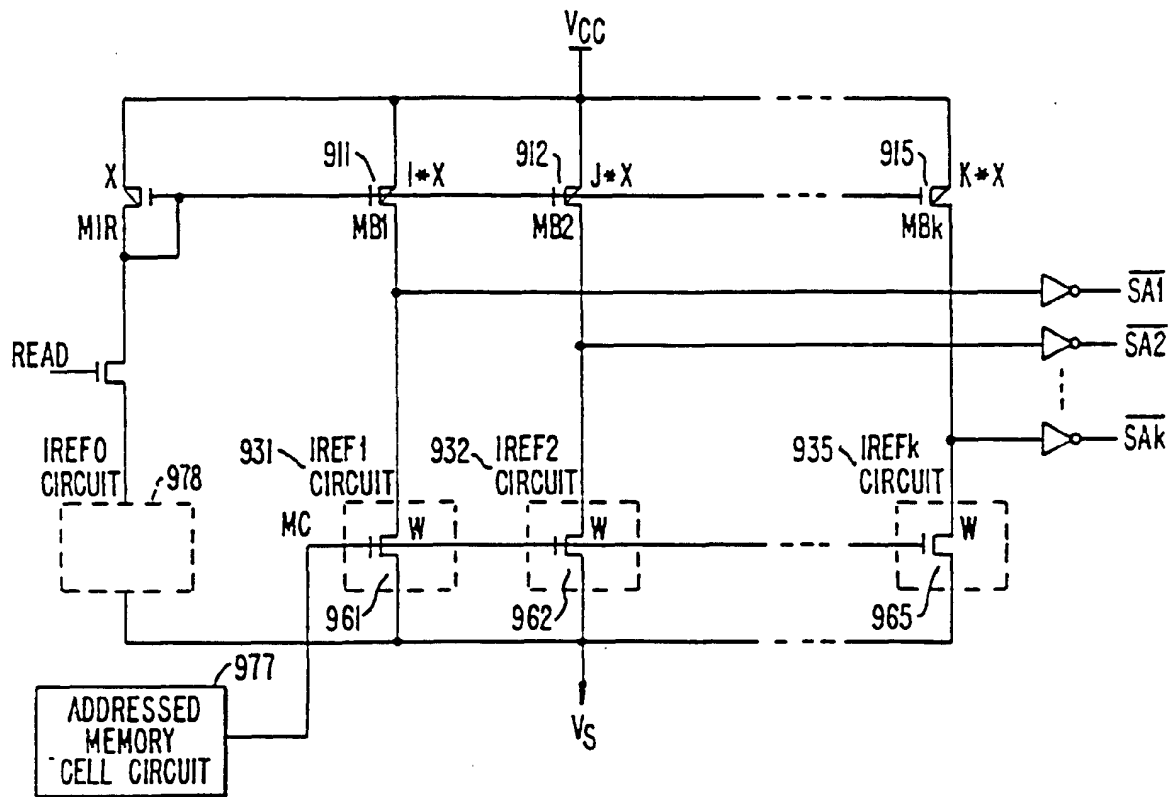 VCC
X
911
I*X
912
J*X
915
K*X
MIR
MB1
MB2
MBk
SA1
READ
SA2
SAk
IREF0
CIRCUIT
978
931
IREF1
CIRCUIT
932
IREF2
CIRCUIT
935
IREFk
CIRCUIT
MC
W
W
W
961
962
965
977
ADDRESSED
MEMORY
CELL CIRCUIT
VS